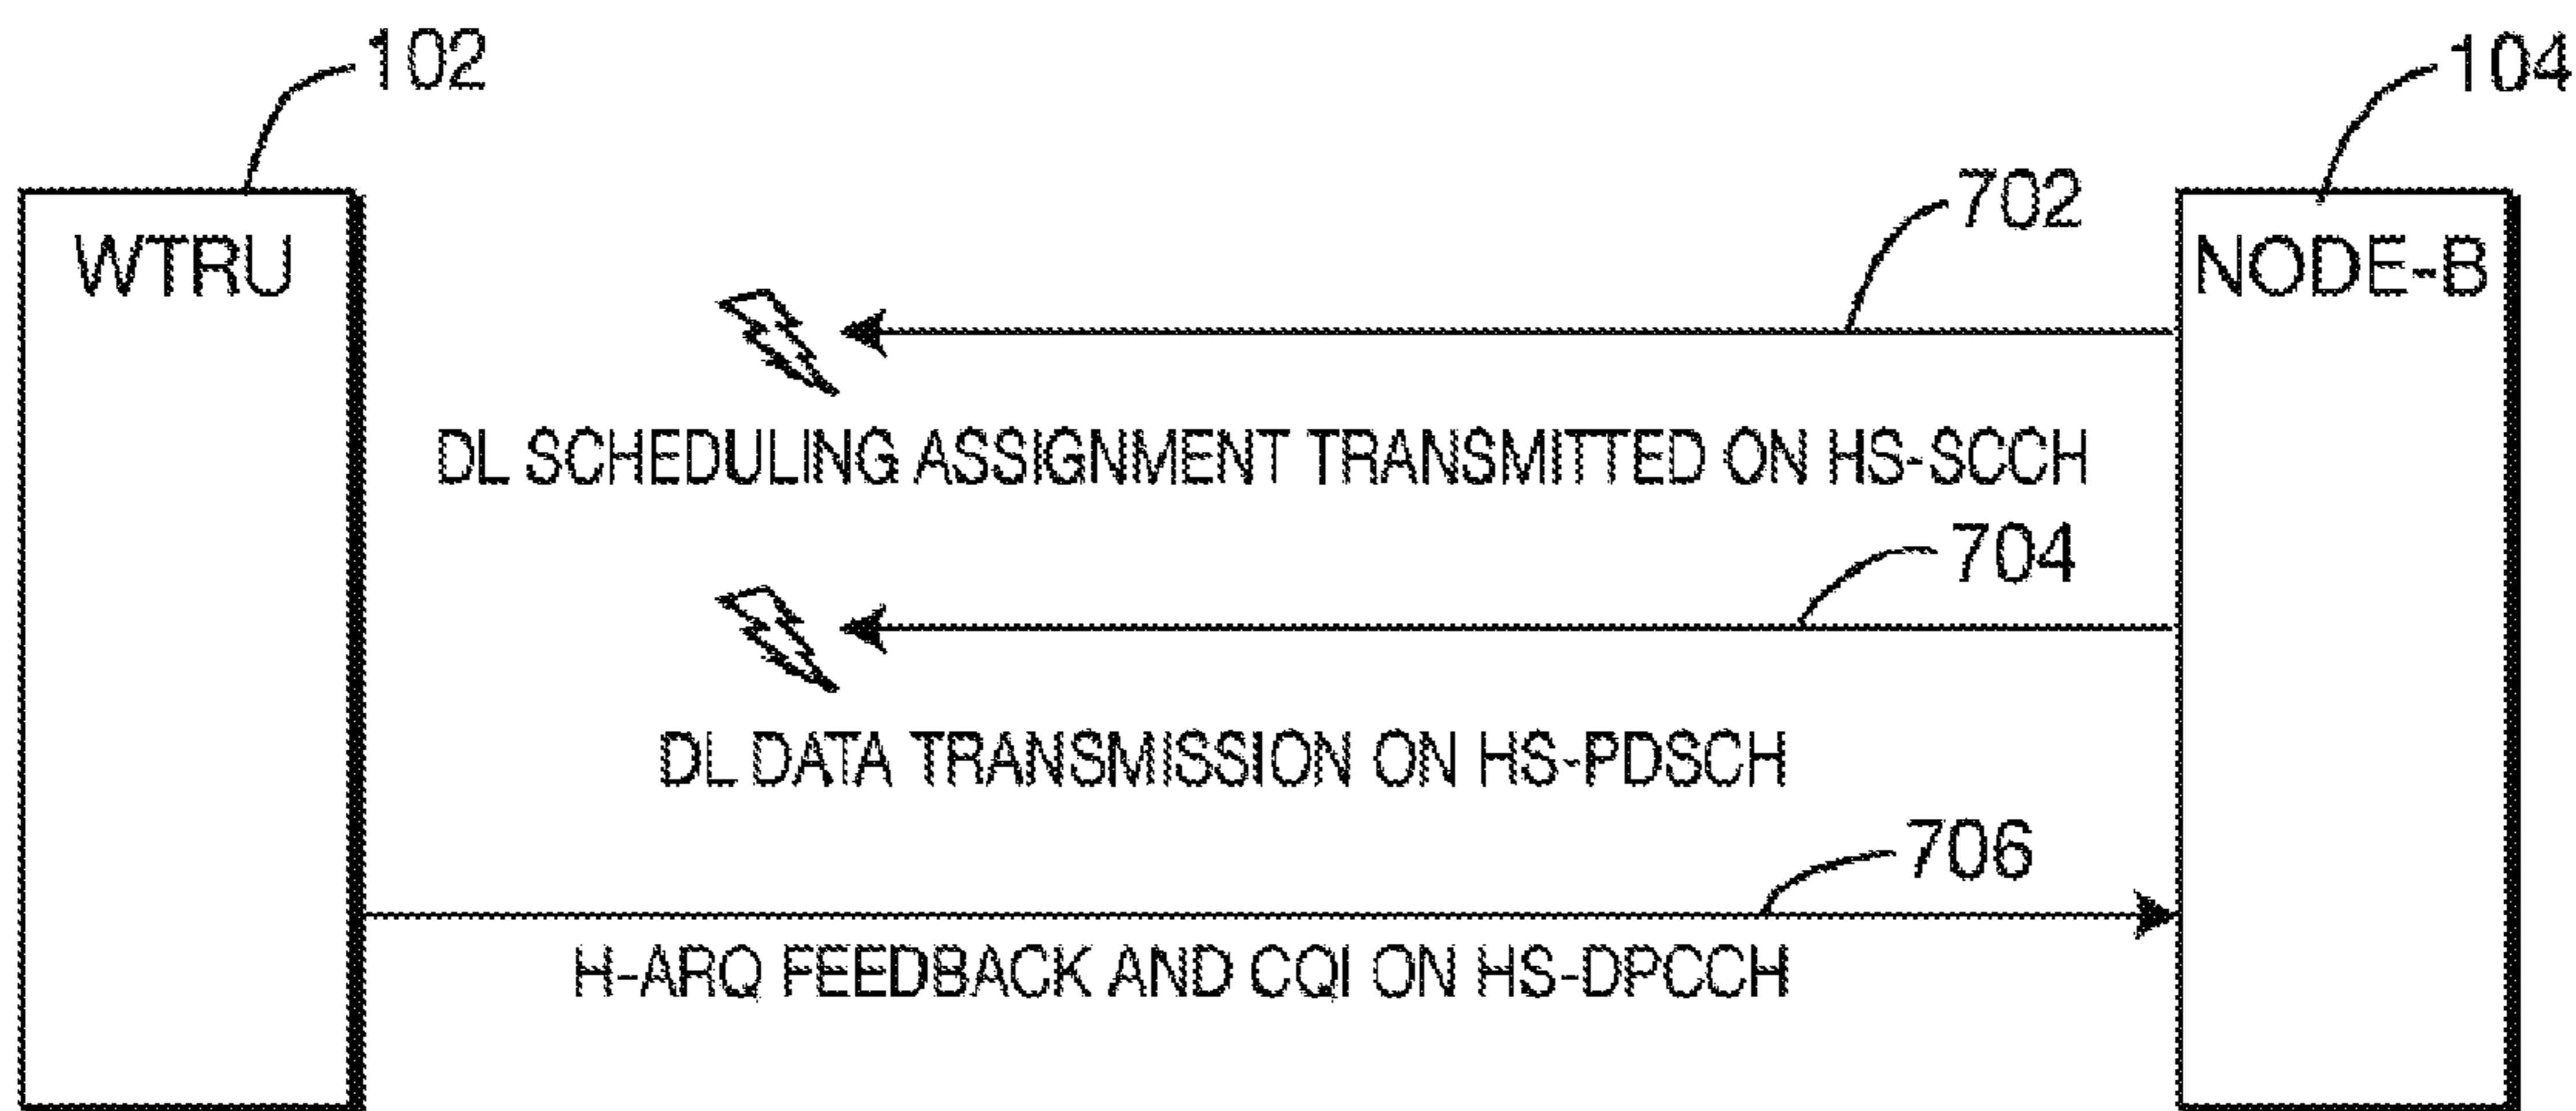 102
104
WTRU
702
NODE-B
DL SCHEDULING ASSIGNMENT TRANSMITTED ON HS-SCCH
704
DL DATA TRANSMISSION ON HS-PDSCH
706
H-ARQ FEEDBACK AND CQI ON HS-DPCCH